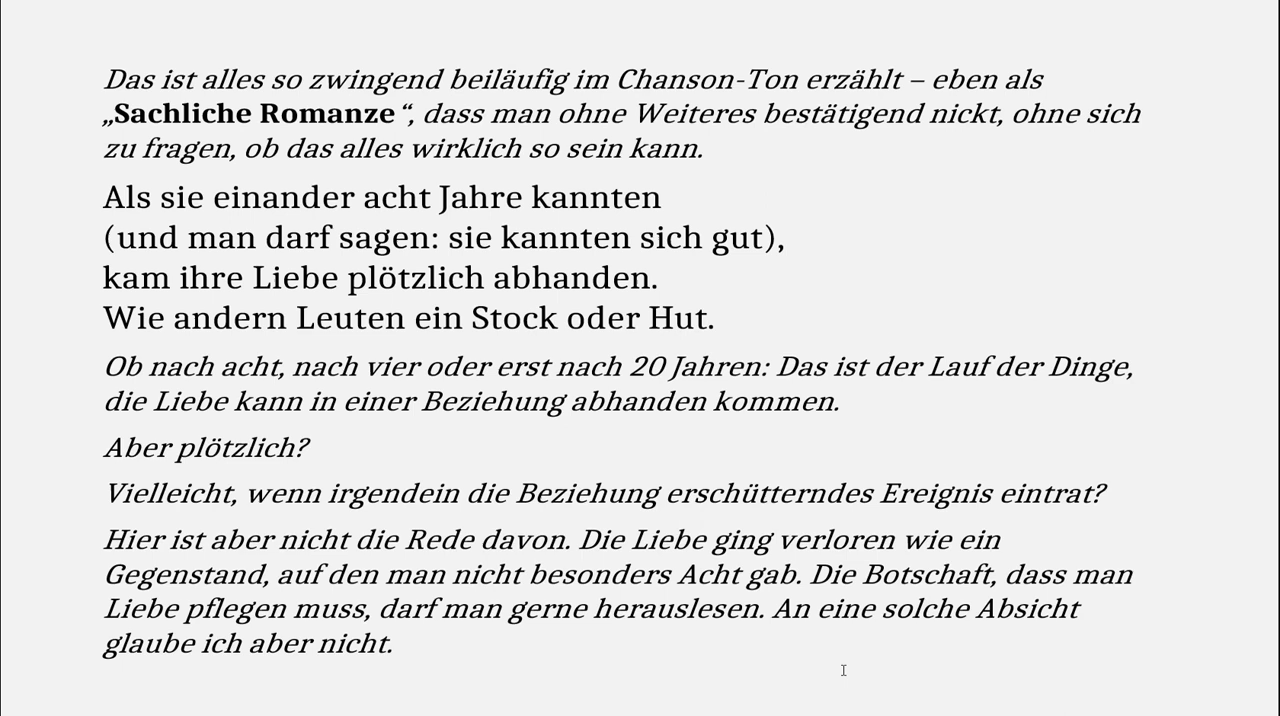 Das ist alles so zwingend beiläufig im Chanson-Ton erzählt – eben als
„Sachliche Romanze“, dass man ohne Weiteres bestätigend nickt, ohne sich
zu fragen, ob das alles wirklich so sein kann.
Als sie einander acht Jahre kannten
(und man darf sagen: sie kannten sich gut),
kam ihre Liebe plötzlich abhanden.
Wie andern Leuten ein Stock oder Hut.
Ob nach acht, nach vier oder erst nach 20 Jahren: Das ist der Lauf der Dinge,
die Liebe kann in einer Beziehung abhanden kommen.
Aber plötzlich?
Vielleicht, wenn irgendein die Beziehung erschütterndes Ereignis eintrat?
Hier ist aber nicht die Rede davon. Die Liebe ging verloren wie ein
Gegenstand, auf den man nicht besonders Acht gab. Die Botschaft, dass man
Liebe pflegen muss, darf man gerne herauslesen. An eine solche Absicht
glaube ich aber nicht.